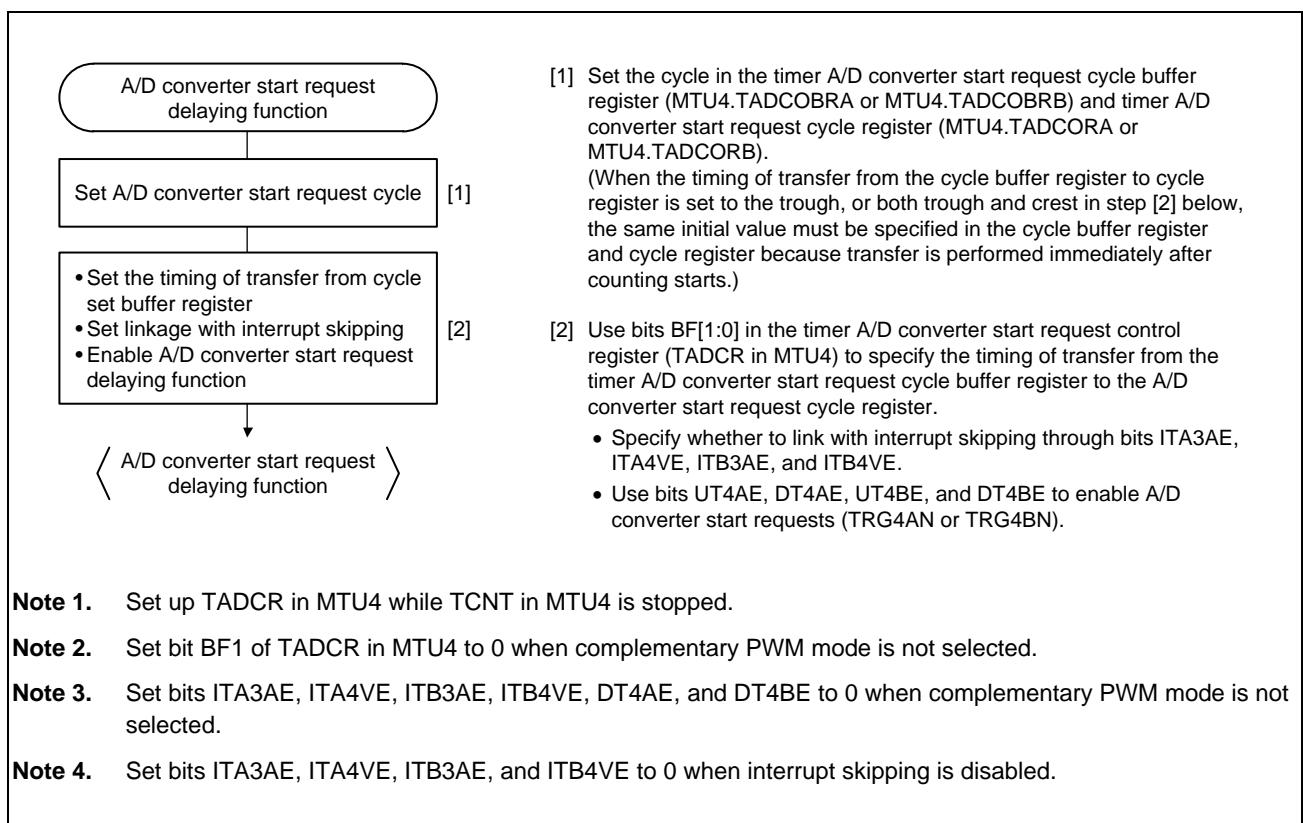 A/D converter start request
delaying function
Set A/D converter start request cycle
[1]
• Set the timing of transfer from cycle
set buffer register
• Set linkage with interrupt skipping
• Enable A/D converter start request
delaying function
[2]
A/D converter start request
delaying function
[1] Set the cycle in the timer A/D converter start request cycle buffer
register (MTU4.TADCOBRA or MTU4.TADCOBRB) and timer A/D
converter start request cycle register (MTU4.TADCORA or
MTU4.TADCORB).
(When the timing of transfer from the cycle buffer register to cycle
register is set to the trough, or both trough and crest in step [2] below,
the same initial value must be specified in the cycle buffer register
and cycle register because transfer is performed immediately after
counting starts.)
[2] Use bits BF[1:0] in the timer A/D converter start request control
register (TADCR in MTU4) to specify the timing of transfer from the
timer A/D converter start request cycle buffer register to the A/D
converter start request cycle register.
• Specify whether to link with interrupt skipping through bits ITA3AE,
ITA4VE, ITB3AE, and ITB4VE.
• Use bits UT4AE, DT4AE, UT4BE, and DT4BE to enable A/D
converter start requests (TRG4AN or TRG4BN).
Note 1. Set up TADCR in MTU4 while TCNT in MTU4 is stopped.
Note 2. Set bit BF1 of TADCR in MTU4 to 0 when complementary PWM mode is not selected.
Note 3. Set bits ITA3AE, ITA4VE, ITB3AE, ITB4VE, DT4AE, and DT4BE to 0 when complementary PWM mode is not
selected.
Note 4. Set bits ITA3AE, ITA4VE, ITB3AE, and ITB4VE to 0 when interrupt skipping is disabled.